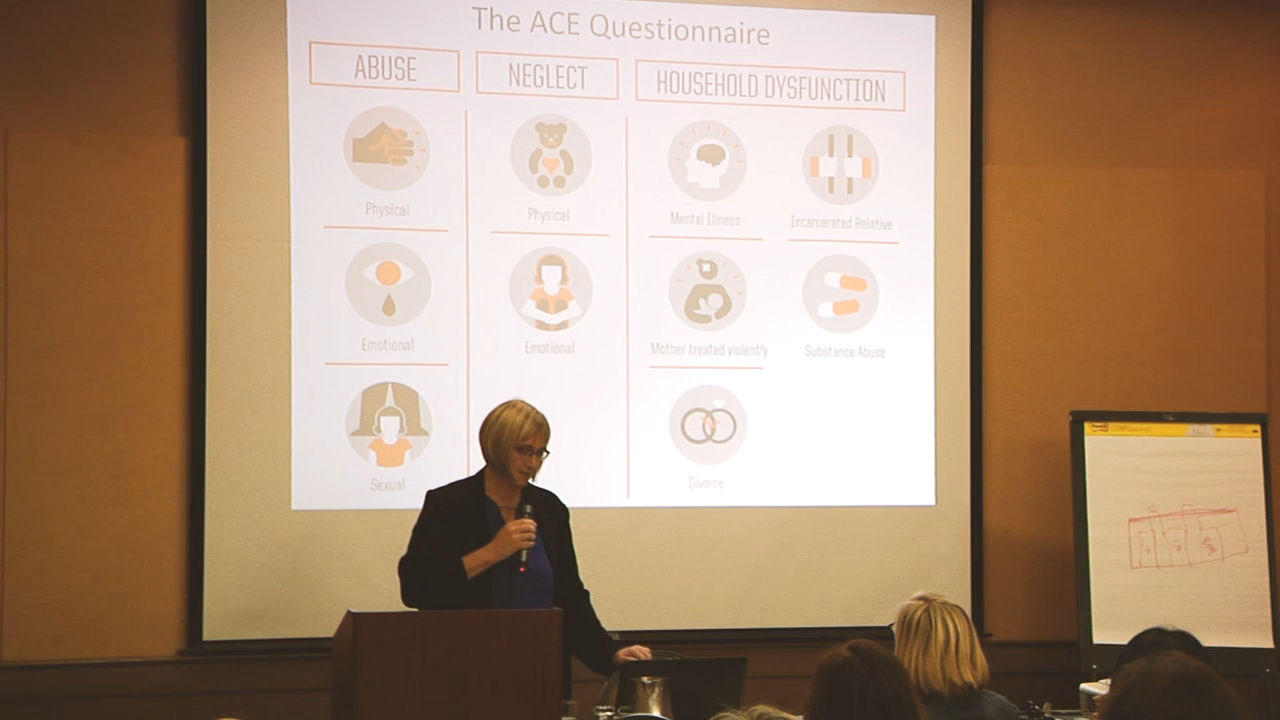 The ACE Questionnaire
ABUSE
NEGLECT
HOUSEHOLD DYSFUNCTION
Physical
Physical
Mental Illness
Incarcerated Relative
Emotional
Emotional
Mother treated violently
Substance Abuse
Sexual
Divorce